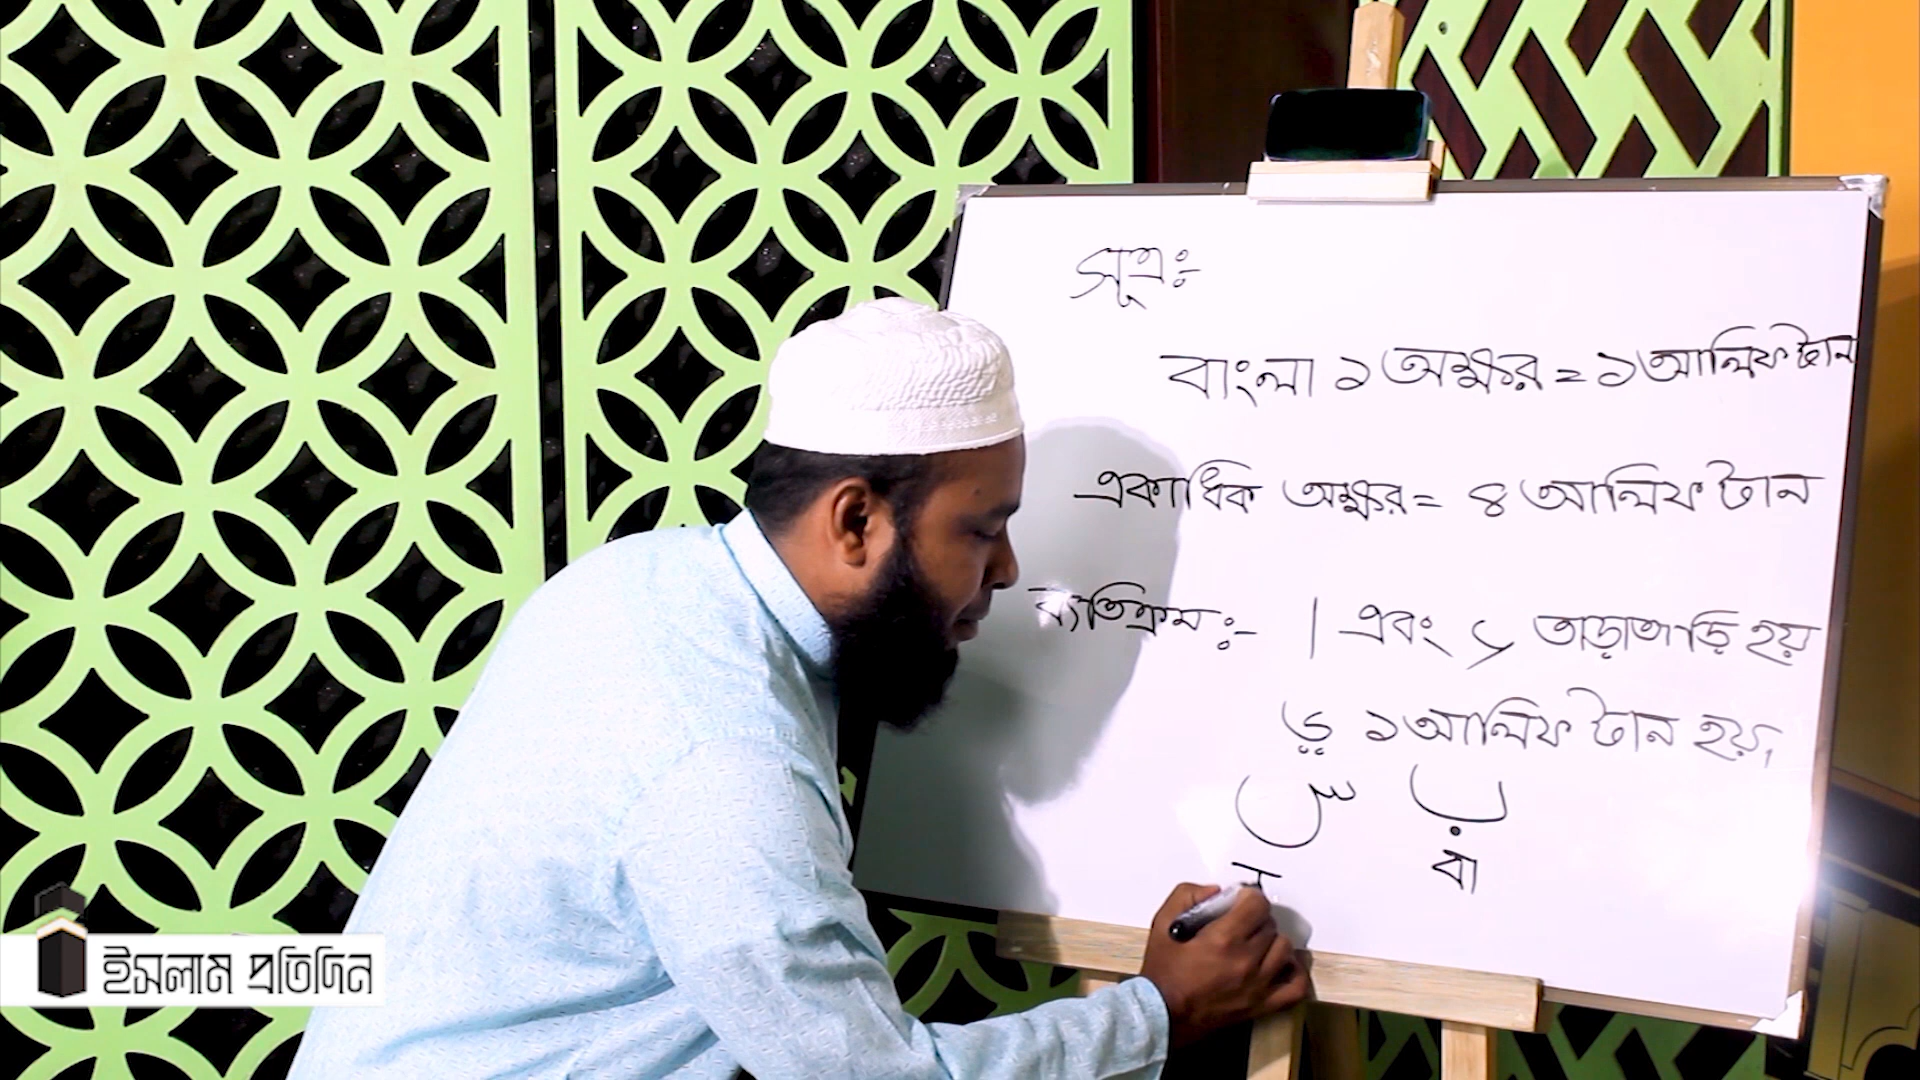 সূত্রঃ-
বাংলা ১ অক্ষর = ১ আলিফ টান
একাধিক অক্ষর = ৪ আলিফ টান
ব্যতিক্রমঃ- ا এবং ء তাড়াতাড়ি হয়
ي ১ আলিফ টান হয়।
س ب
বা
ইসলাম প্রতিদিন